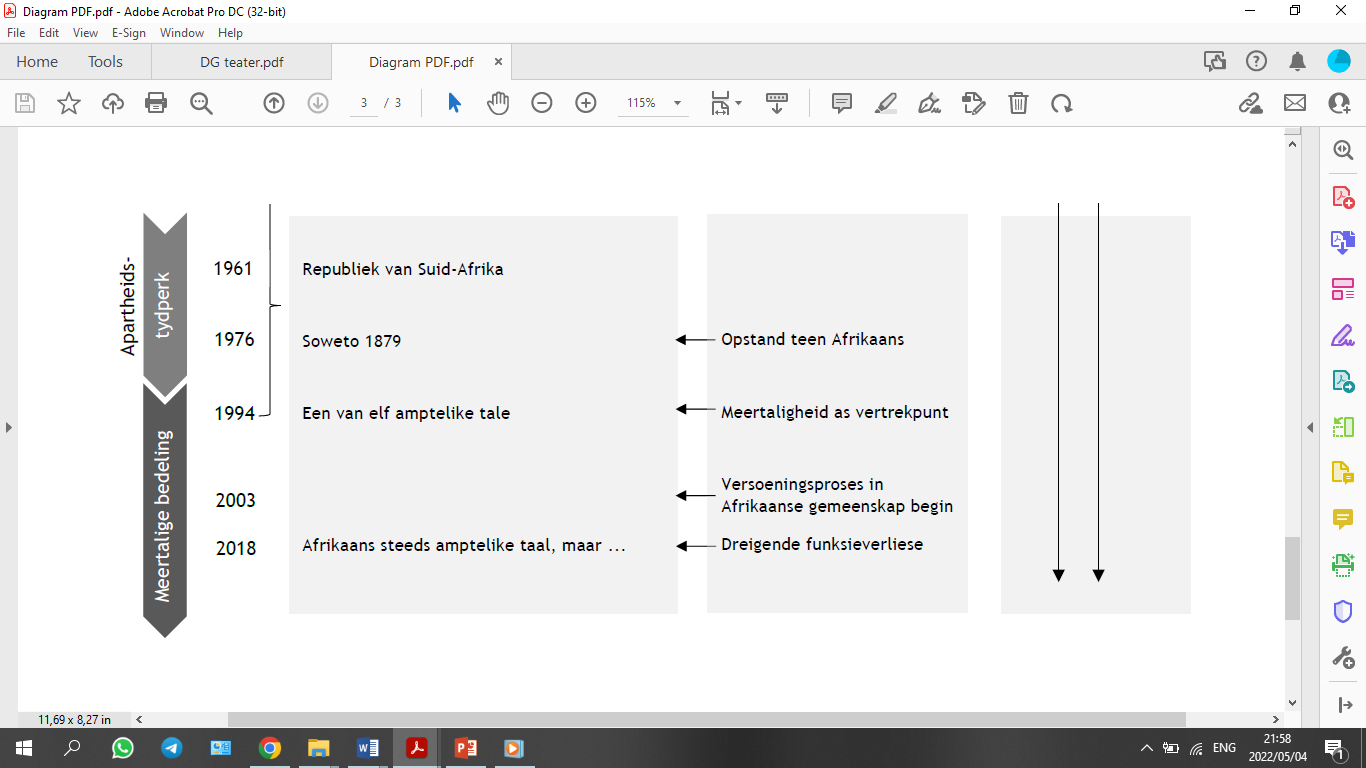 Diagram PDF.pdf - Adobe Acrobat Pro DC (32-bit)
File Edit View E-Sign Window Help
Home Tools DG teater.pdf Diagram PDF.pdf
3 / 3 115%
Apartheids-
tydperk
Meertalige bedeling
1961 Republiek van Suid-Afrika
1976 Soweto 1879 Opstand teen Afrikaans
1994 Een van elf amptelike tale Meertaligheid as vertrekpunt
2003 Versoeningsproses in
Afrikaanse gemeenskap begin
2018 Afrikaans steeds amptelike taal, maar ... Dreigende funksieverliese
11,69 x 8,27 in
ENG 21:58
2022/05/04 1